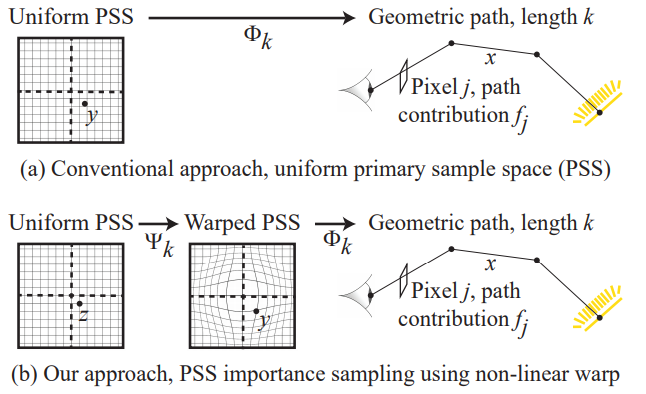 Uniform PSS
Φk
Geometric path, length k
y
x
Pixel j, path
contribution fj
(a) Conventional approach, uniform primary sample space (PSS)
Uniform PSS
Ψk
Warped PSS
Φk
Geometric path, length k
z
y
x
Pixel j, path
contribution fj
(b) Our approach, PSS importance sampling using non-linear warp